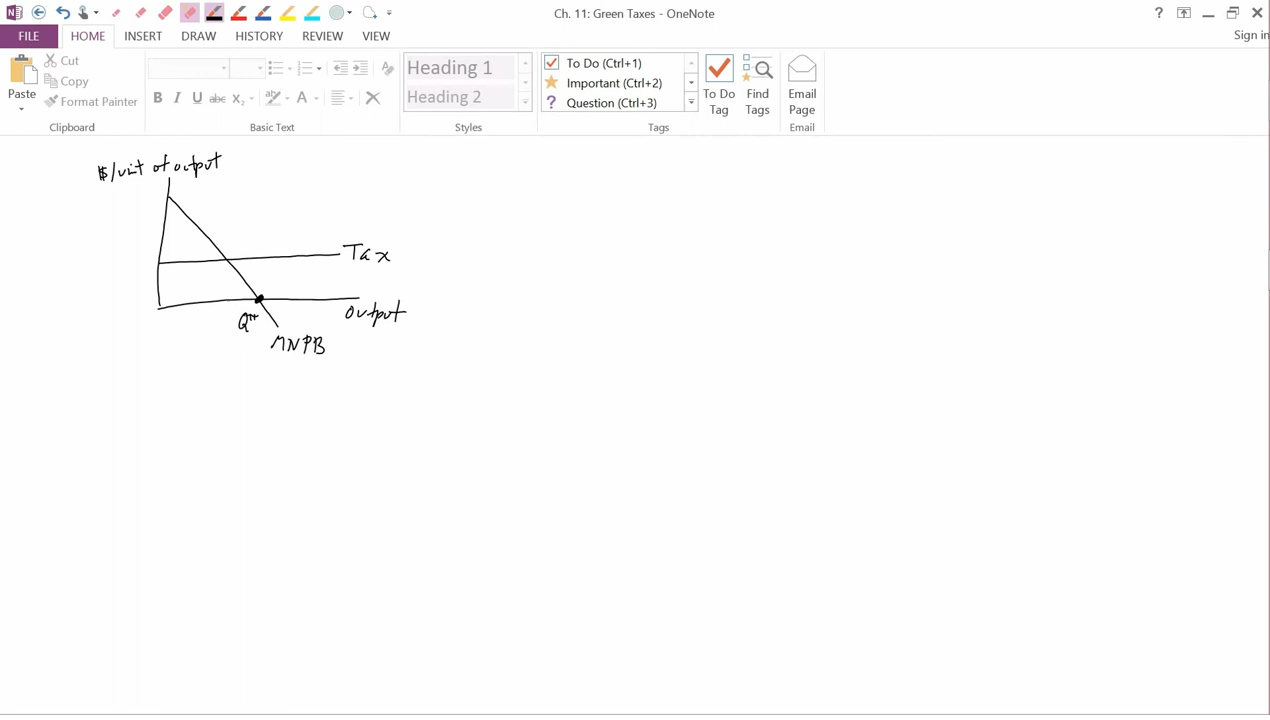 Ch. 11: Green Taxes - OneNote
?
FILE HOME INSERT DRAW HISTORY REVIEW VIEW Sign in
Paste
Cut
Copy
Format Painter
Clipboard
B I U abc X₂ A
Basic Text
Heading 1
Heading 2
Styles
To Do (Ctrl+1)
Important (Ctrl+2)
? Question (Ctrl+3)
To Do Tag
Find Tags
Tags
Email Page
Email
$/unit of output
Tax
Output
MNPB